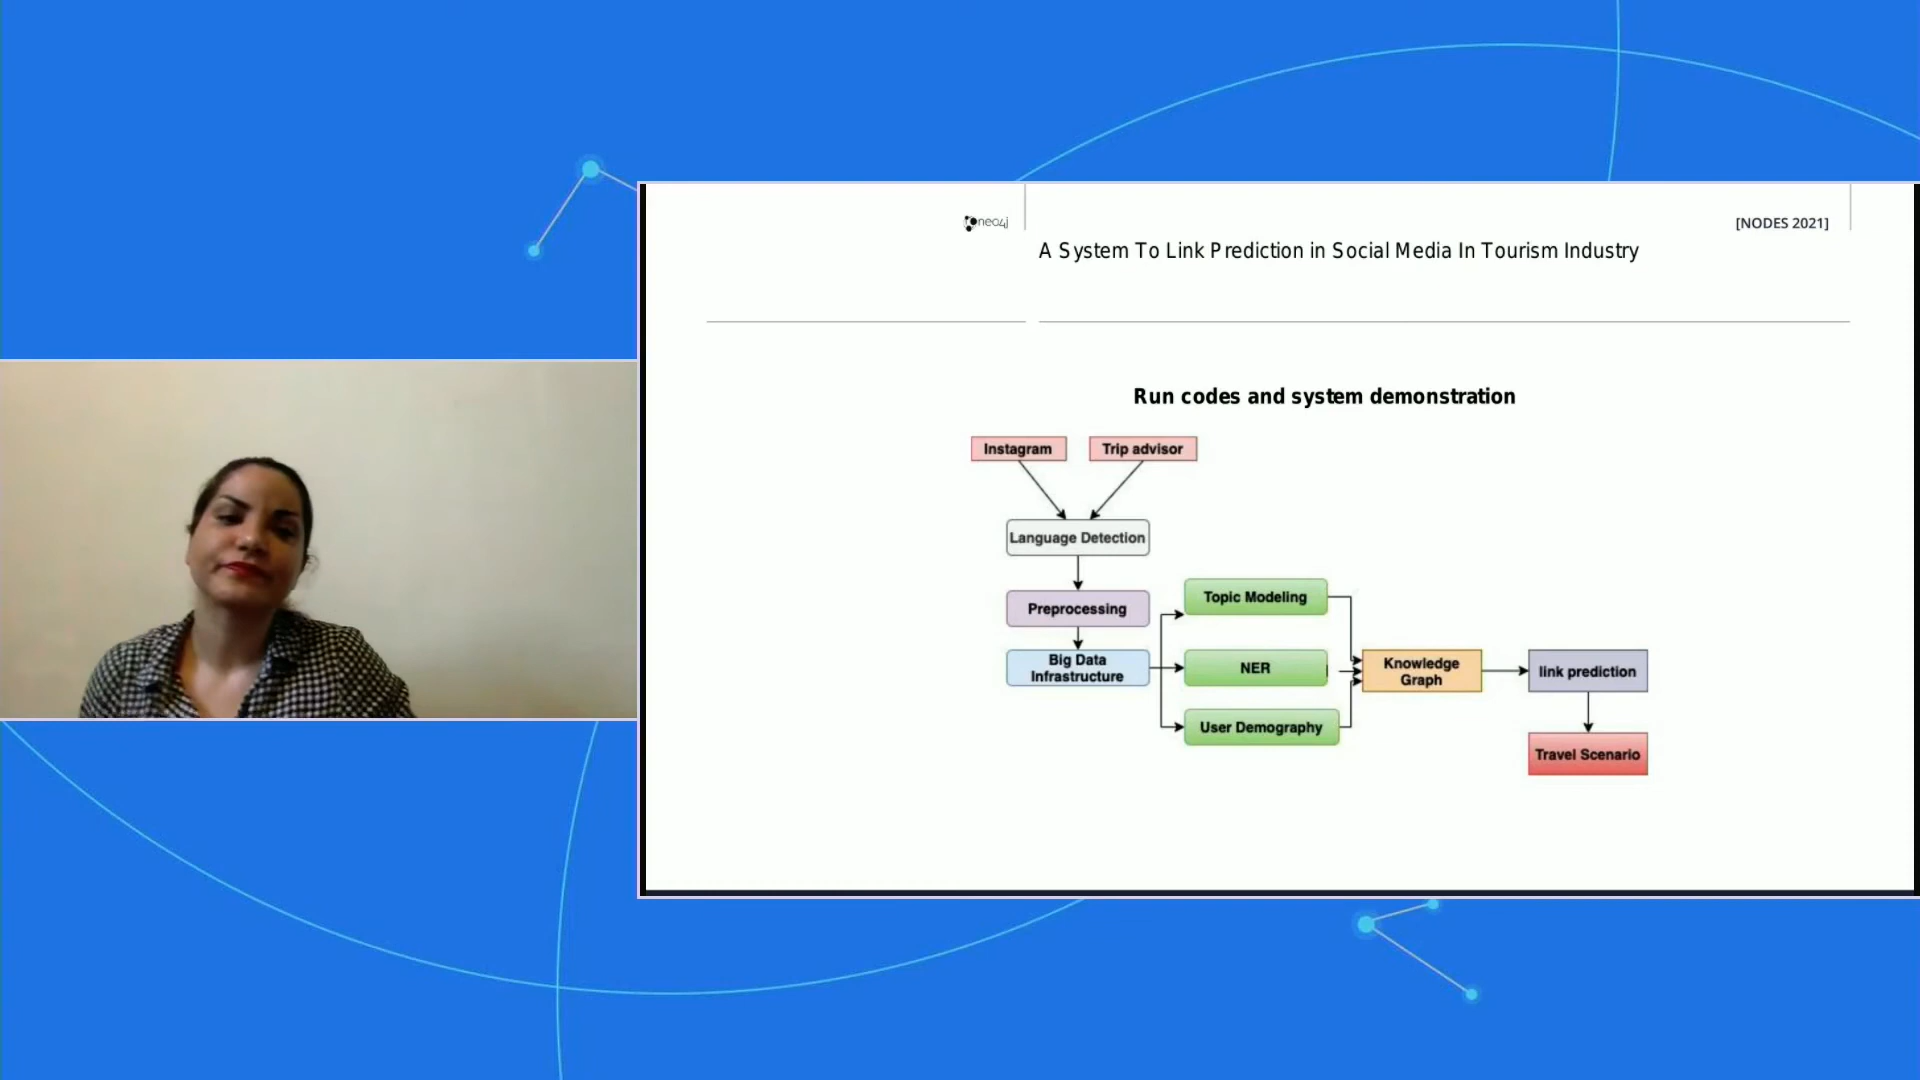 neo4j
[NODES 2021]
A System To Link Prediction in Social Media In Tourism Industry
Run codes and system demonstration
Instagram
Trip advisor
Language Detection
Preprocessing
Big Data
Infrastructure
Topic Modeling
NER
User Demography
Knowledge
Graph
link prediction
Travel Scenario